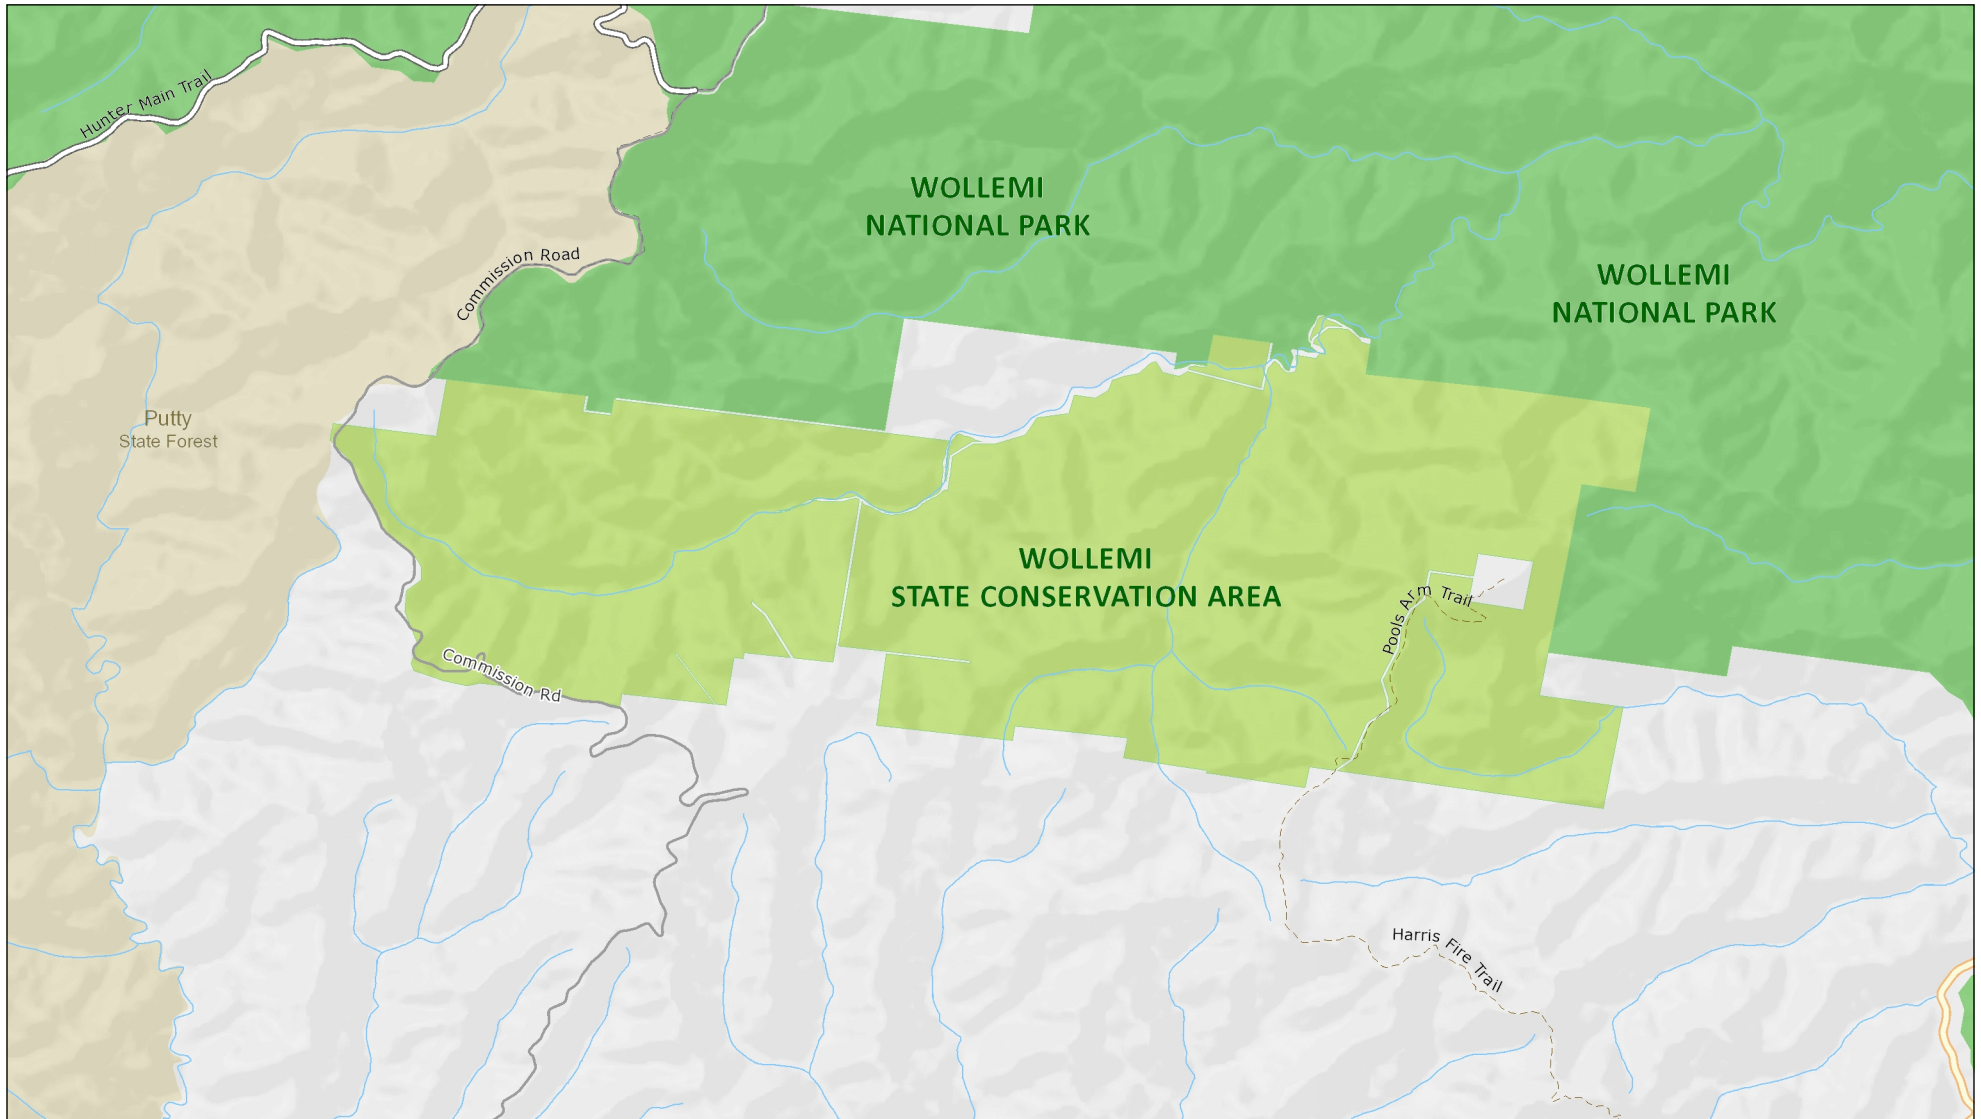 Hunter Main Trail
WOLLEMI
NATIONAL PARK
Commission Road
WOLLEMI
NATIONAL PARK
Putty
State Forest
WOLLEMI
STATE CONSERVATION AREA
Pools Arm Trail
Commission Rd
Harris Fire Trail